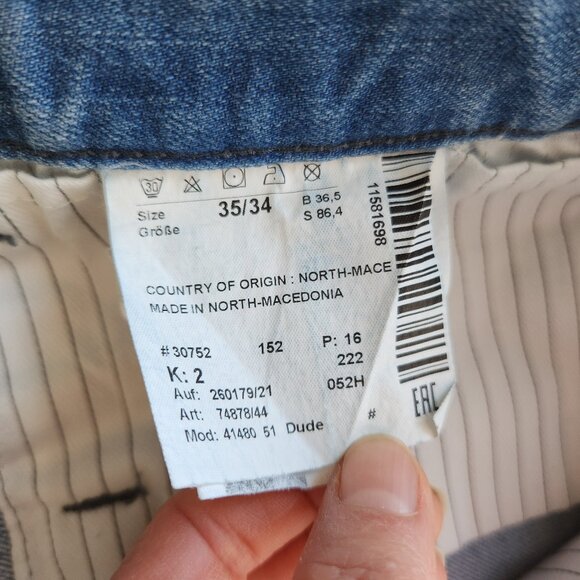 30
Size 35/34 B 36,5
Größe S 86,4
11581698
COUNTRY OF ORIGIN : NORTH-MACE
MADE IN NORTH-MACEDONIA
#30752 152 P: 16
222
K: 2 052H
Auf: 260179/21
Art: 74878/44
Mod: 41480 51 Dude #
EAC